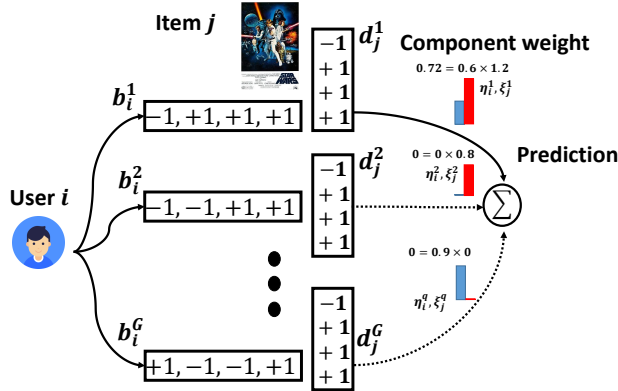 Item j
d_j^1
Component weight
−1
+ 1
+ 1
+ 1
0.72 = 0.6 × 1.2
η_i^1, ξ_j^1
STAR WARS
b_i^1
−1, +1, +1, +1
d_j^2
0 = 0 × 0.8
η_i^2, ξ_j^2
Prediction
∑
User i
b_i^2
−1, −1, +1, +1
−1
+ 1
+ 1
+ 1
0 = 0.9 × 0
η_i^q, ξ_j^q
b_i^G
+1, −1, −1, +1
−1
+ 1
+ 1
+ 1
d_j^G